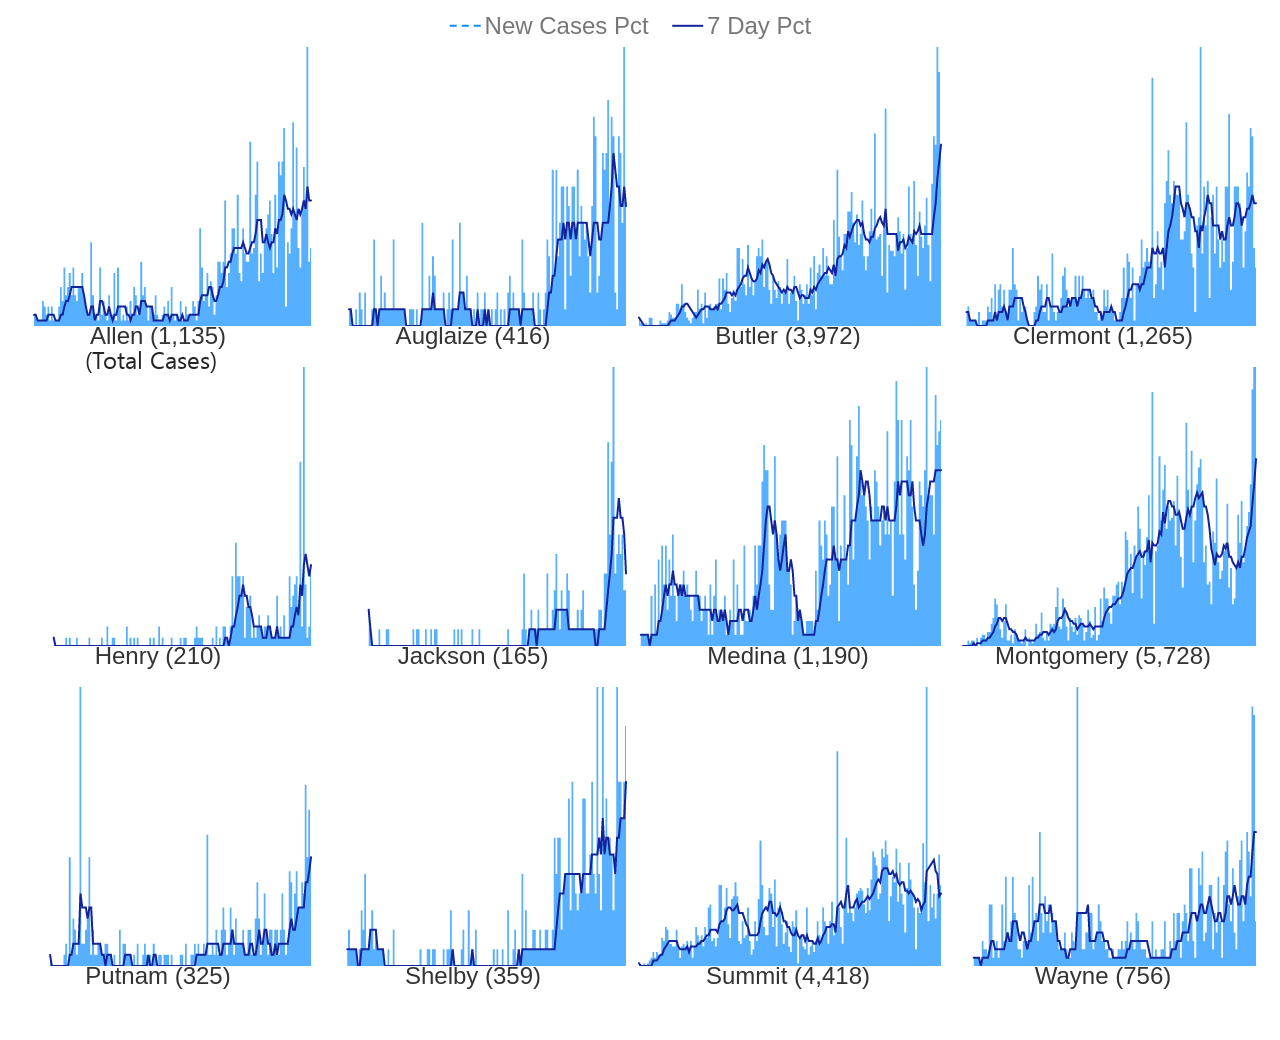 New Cases Pct 7 Day Pct
Allen (1,135) Auglaize (416) Butler (3,972) Clermont (1,265)
(Total Cases)
Henry (210) Jackson (165) Medina (1,190) Montgomery (5,728)
Putnam (325) Shelby (359) Summit (4,418) Wayne (756)